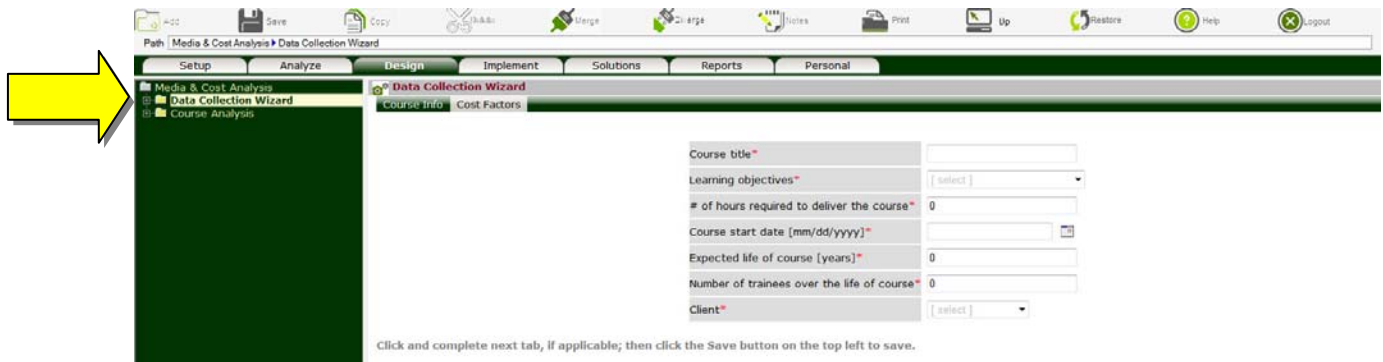 Add Save Copy Merge Notes Print Up Restore Help Logout
Path Media & Cost Analysis Data Collection Wizard
Setup Analyze Design Implement Solutions Reports Personal
Media & Cost Analysis
Data Collection Wizard
Course Analysis
Data Collection Wizard
Course Info Cost Factors
Course title*
Learning objectives* [ select ]
# of hours required to deliver the course* 0
Course start date [mm/dd/yyyy]*
Expected life of course [years]* 0
Number of trainees over the life of course* 0
Client* [ select ]
Click and complete next tab, if applicable; then click the Save button on the top left to save.